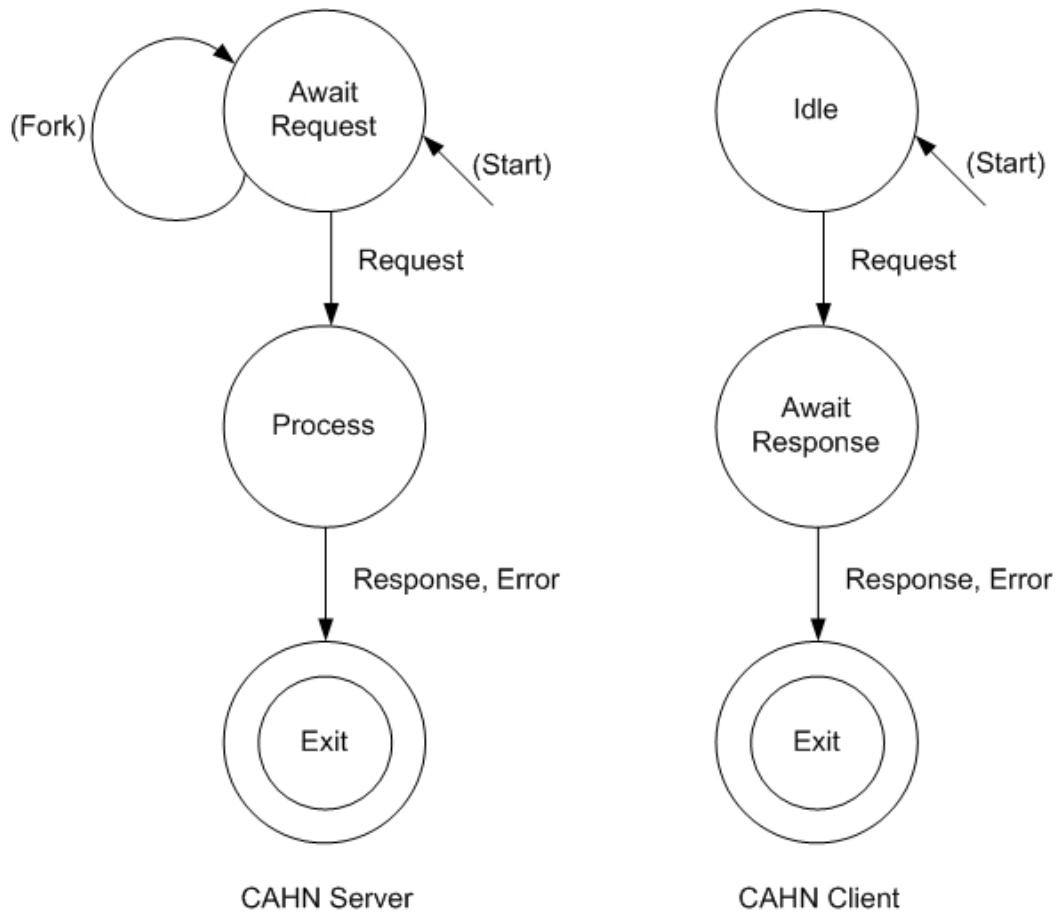 Await
Request
(Fork)
(Start)
Request
Process
Response, Error
Exit
CAHN Server
Idle
(Start)
Request
Await
Response
Response, Error
Exit
CAHN Client